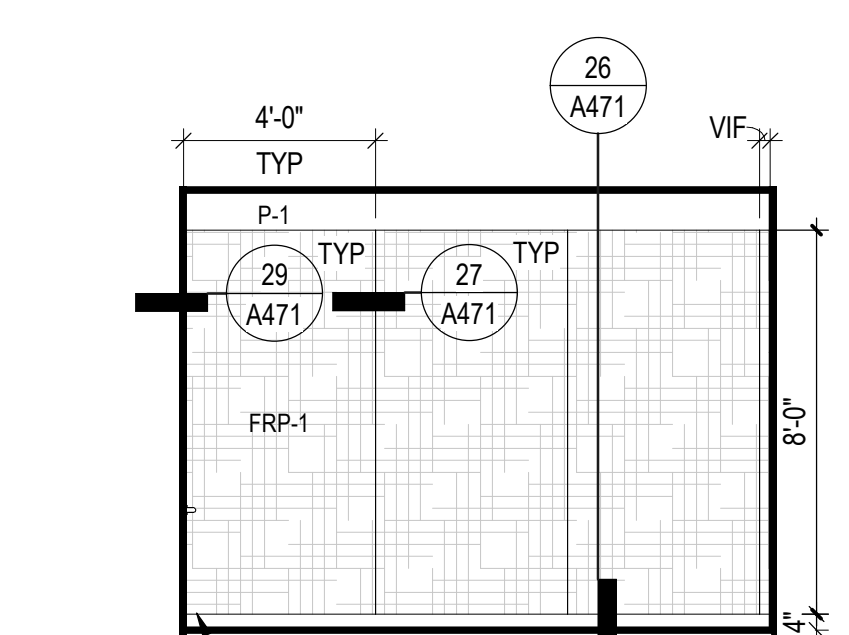 26
A471
4'-0"
VIF
TYP
P-1
TYP
TYP
29
A471
27
A471
8'-0"
FRP-1
4"